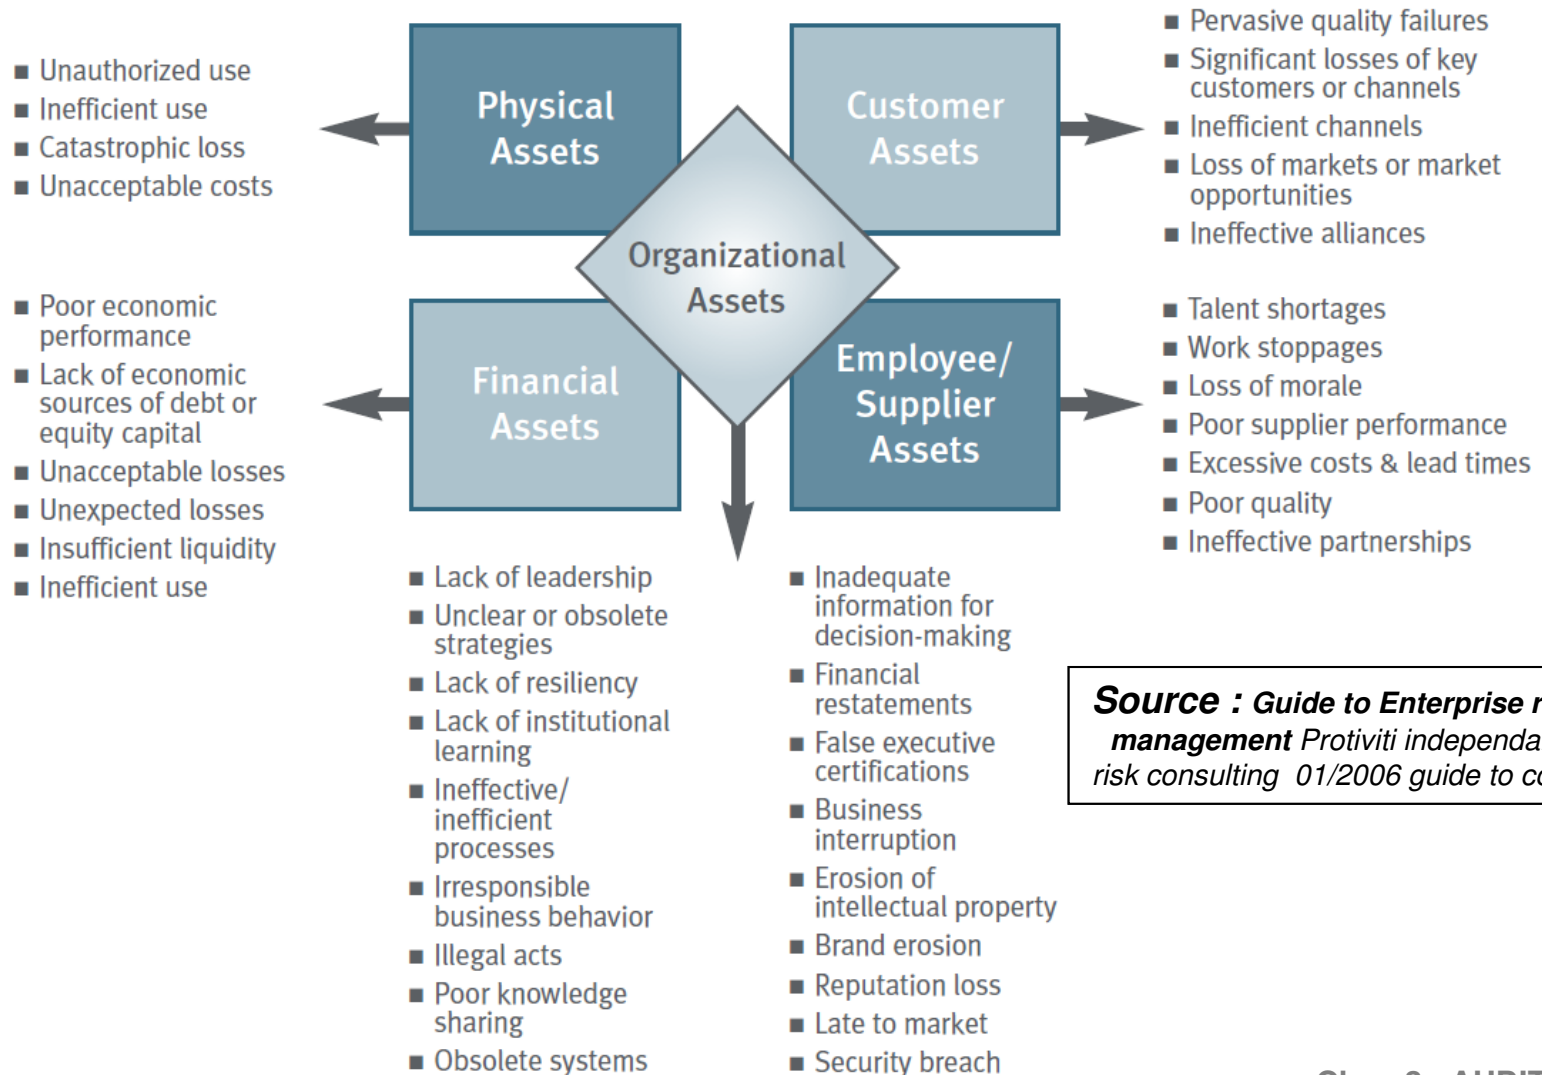 ■ Unauthorized use
■ Inefficient use
■ Catastrophic loss
■ Unacceptable costs
Physical
Assets
Customer
Assets
■ Pervasive quality failures
■ Significant losses of key
customers or channels
■ Inefficient channels
■ Loss of markets or market
opportunities
■ Ineffective alliances
Organizational
Assets
■ Poor economic
performance
■ Lack of economic
sources of debt or
equity capital
■ Unacceptable losses
■ Unexpected losses
■ Insufficient liquidity
■ Inefficient use
Financial
Assets
Employee/
Supplier
Assets
■ Talent shortages
■ Work stoppages
■ Loss of morale
■ Poor supplier performance
■ Excessive costs & lead times
■ Poor quality
■ Ineffective partnerships
■ Lack of leadership
■ Unclear or obsolete
strategies
■ Lack of resiliency
■ Lack of institutional
learning
■ Ineffective/
inefficient
processes
■ Irresponsible
business behavior
■ Illegal acts
■ Poor knowledge
sharing
■ Obsolete systems
■ Inadequate
information for
decision-making
■ Financial
restatements
■ False executive
certifications
■ Business
interruption
■ Erosion of
intellectual property
■ Brand erosion
■ Reputation loss
■ Late to market
■ Security breach
Source : Guide to Enterprise
management Protiviti
risk consulting 01/2006 guide to